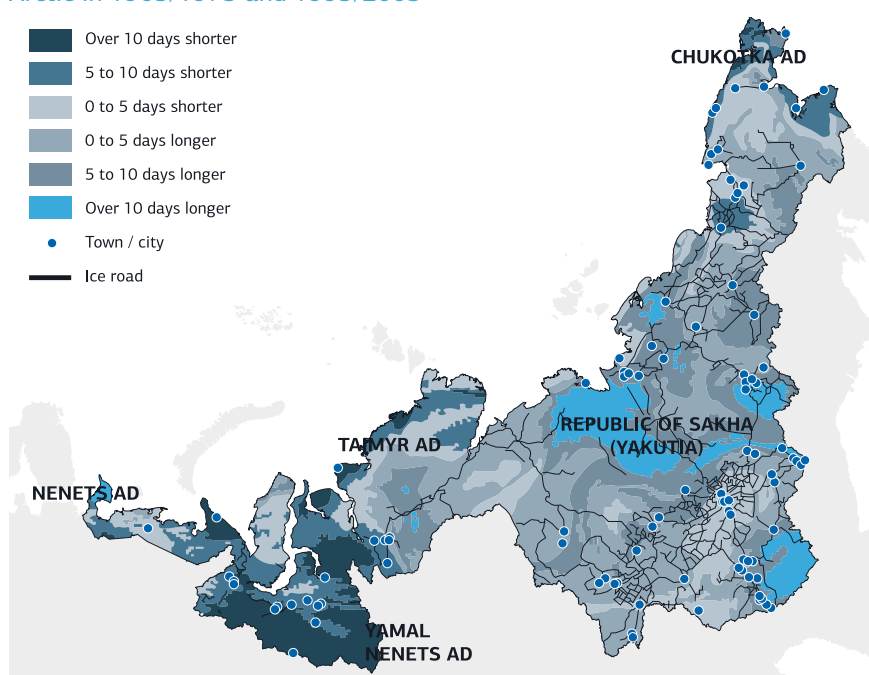 Over 10 days shorter
5 to 10 days shorter
0 to 5 days shorter
0 to 5 days longer
5 to 10 days longer
Over 10 days longer
Town / city
Ice road
CHUKOTKA AD
REPUBLIC OF SAKHA
(YAKUTIA)
TAIMYR AD
NENETS AD
YAMAL
NENETS AD